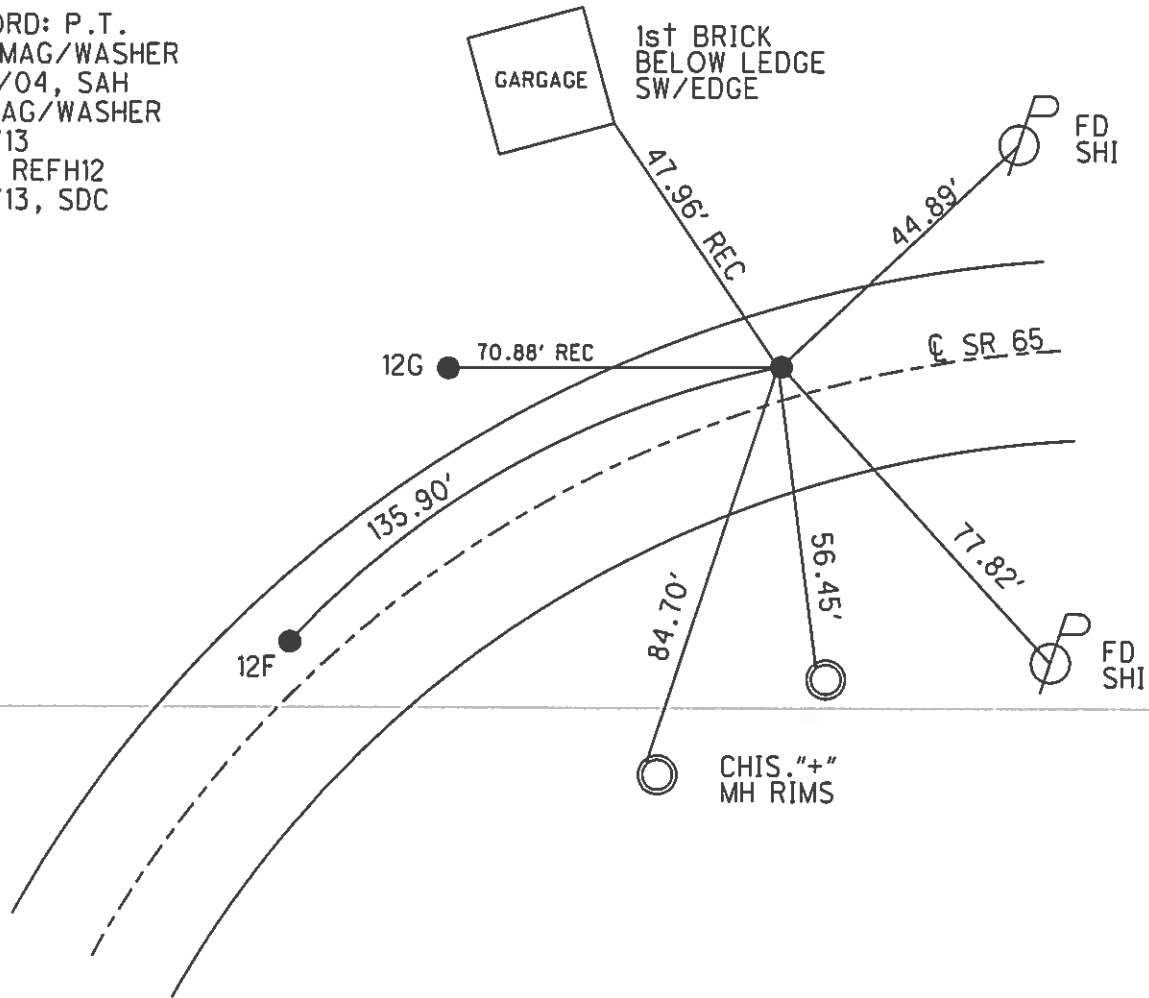 ORD: P.T.
MAG/WASHER
/04, SAH
AG/WASHER
/13
REFH12
/13, SDC
GARGAGE
1st BRICK
BELOW LEDGE
SW/EDGE
FD
SHI
47.96' REC
44.89'
12G
70.88' REC
℄ SR 65
135.90'
12F
84.70'
56.45'
77.82'
FD
SHI
CHIS."+"
MH RIMS